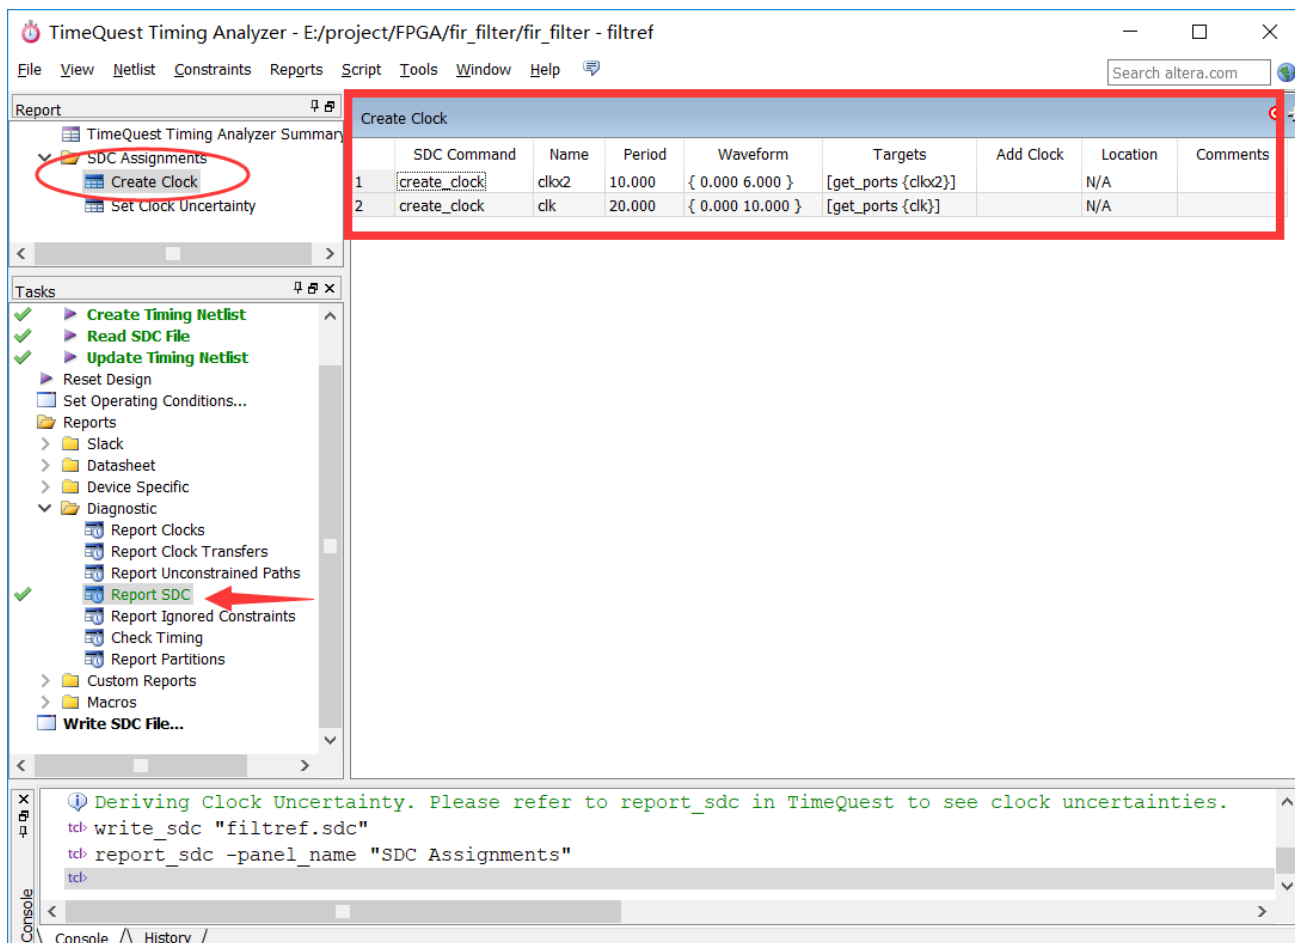 TimeQuest Timing Analyzer - E:/project/FPGA/fir_filter/fir_filter - filtref
File View Netlist Constraints Reports Script Tools Window Help
Search altera.com
Report
TimeQuest Timing Analyzer Summary
SDC Assignments
Create Clock
Set Clock Uncertainty
Create Clock
SDC Command Name Period Waveform Targets Add Clock Location Comments
1 create_clock clkx2 10.000 { 0.000 6.000 } [get_ports {clkx2}] N/A
2 create_clock clk 20.000 { 0.000 10.000 } [get_ports {clk}] N/A
Tasks
Create Timing Netlist
Read SDC File
Update Timing Netlist
Reset Design
Set Operating Conditions...
Reports
Slack
Datasheet
Device Specific
Diagnostic
Report Clocks
Report Clock Transfers
Report Unconstrained Paths
Report SDC
Report Ignored Constraints
Check Timing
Report Partitions
Custom Reports
Macros
Write SDC File...
Deriving Clock Uncertainty. Please refer to report_sdc in TimeQuest to see clock uncertainties.
tcl> write_sdc "filtref.sdc"
tcl> report_sdc -panel_name "SDC Assignments"
tcl>
Console
Console History